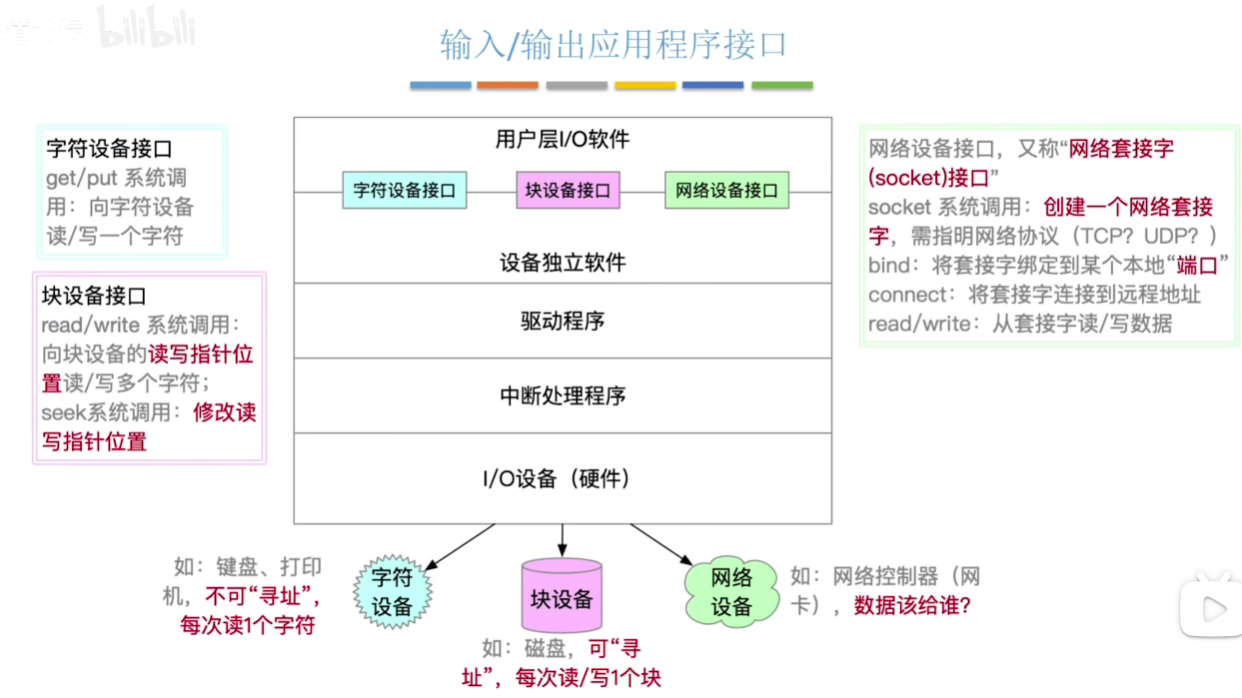 bilibili
输入/输出应用程序接口
字符设备接口
get/put 系统调
用：向字符设备
读/写一个字符
块设备接口
read/write 系统调用：
向块设备的读写指针位
置读/写多个字符；
seek系统调用：修改读
写指针位置
用户层I/O软件
字符设备接口
块设备接口
网络设备接口
设备独立软件
驱动程序
中断处理程序
I/O设备（硬件）
网络设备接口，又称“网络套接字
(socket)接口”
socket 系统调用：创建一个网络套接
字，需指明网络协议（TCP？UDP？）
bind：将套接字绑定到某个本地“端口”
connect：将套接字连接到远程地址
read/write：从套接字读/写数据
如：键盘、打印
机，不可“寻址”，
每次读1个字符
字符
设备
块设备
如：磁盘，可“寻
址”，每次读/写1个块
网络
设备
如：网络控制器（网
卡），数据该给谁？